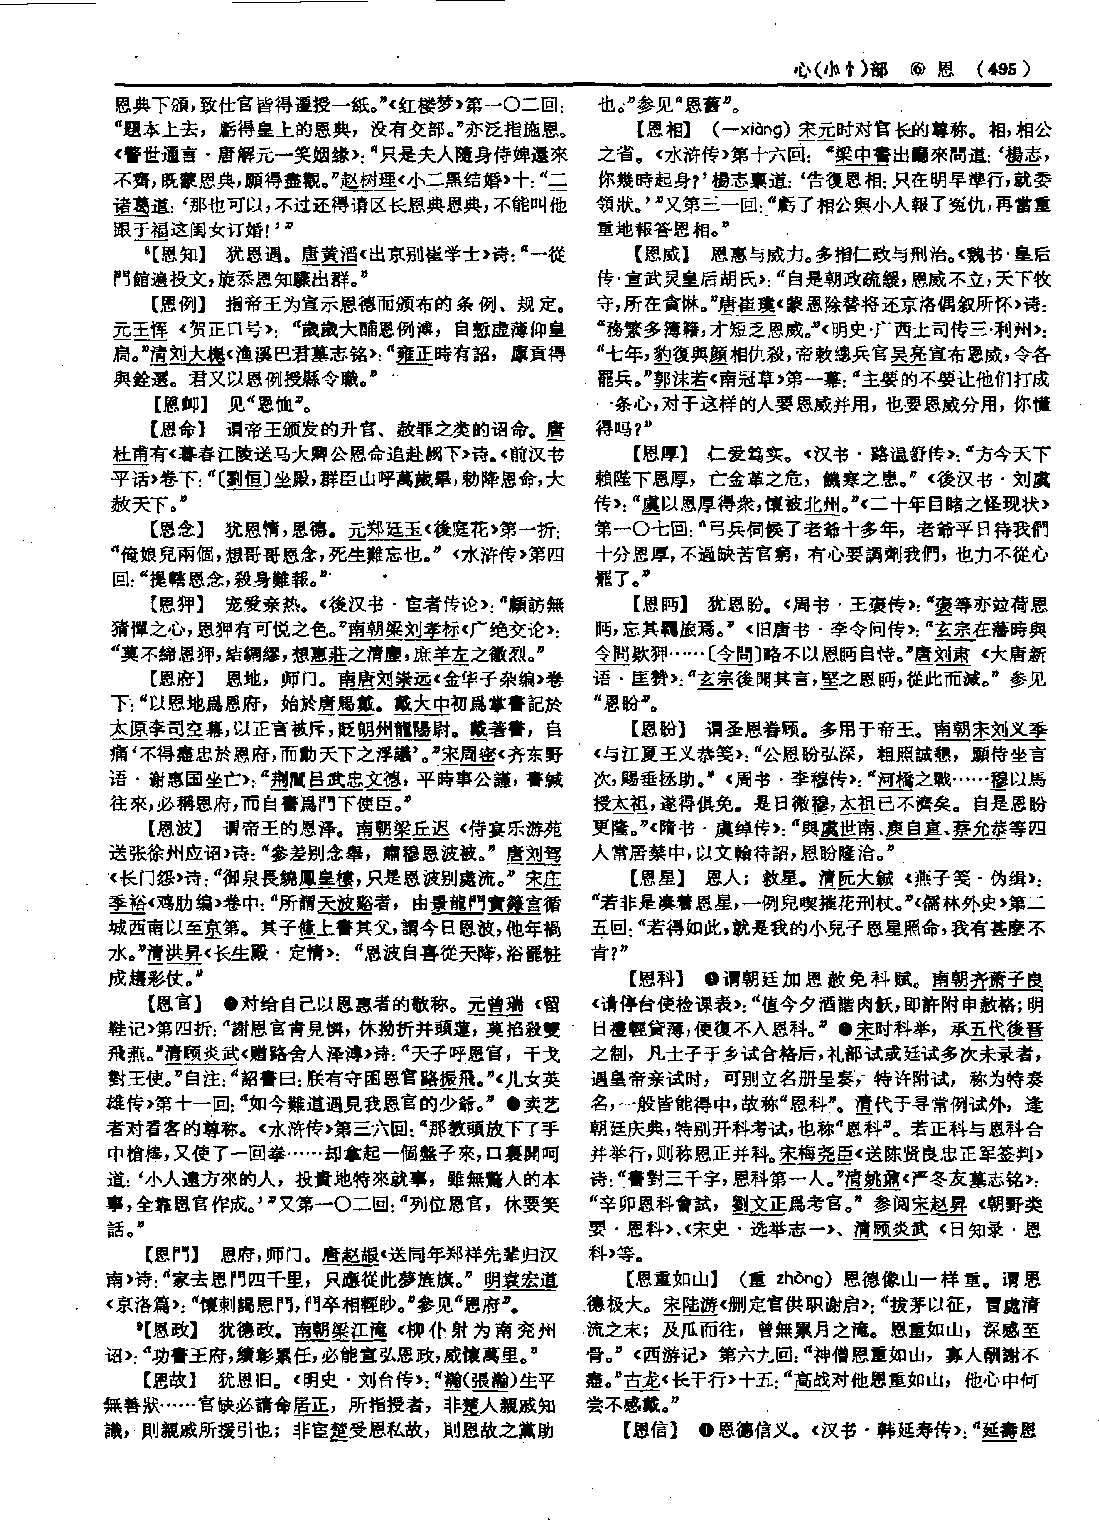 心(小忄)部 ⑥ 恩 (495)
恩典下頒，致仕官皆得遥授一紙。”《红楼梦》第一〇二回：
“題本上去，虧得皇上的恩典，没有交部。”亦泛指施恩。
《警世通言·唐解元一笑姻缘》：“只是夫人隨身侍婢還來
不齊，既蒙恩典，願得盡觀。”赵树理《小二黑结婚》十：“二
诸葛道：‘那也可以，不过还得请区长恩典恩典，不能叫他
跟于福这闺女订婚！’”
⁵【恩知】 犹恩遇。唐黄滔《出京别崔学士》诗：“一從
門館遍投文，旋忝恩知驟出群。”
【恩例】 指帝王为宣示恩德而颁布的条例、规定。
元王恽《贺正口号》：“歲歲大酺恩例溥，自慙虚薄仰皇
局。”清刘大櫆《渔溪巴君墓志铭》：“雍正時有詔，廩貢得
與銓選。君又以恩例授縣令職。”
【恩衈】 见“恩恤”。
【恩命】 谓帝王颁发的升官、赦罪之类的诏命。唐
杜甫有《暮春江陵送马大卿公恩命追赴阙下》诗。《前汉书
平话》卷下：“〔劉恒〕坐殿，群臣山呼萬歲畢，勅降恩命，大
赦天下。”
【恩念】 犹恩情，恩德。元郑廷玉《後庭花》第一折：
“俺娘兒兩個，想哥哥恩念，死生難忘也。”《水浒传》第四
回：“提轄恩念，殺身難報。”
【恩狎】 宠爱亲热。《後汉书·宦者传论》：“顧訪無
猜憚之心，恩狎有可悦之色。”南朝梁刘孝标《广绝交论》：
“莫不締恩狎，結綢繆，想惠莊之清塵，庶羊左之徽烈。”
【恩府】 恩地，师门。南唐刘崇远《金华子杂编》卷
下：“以恩地爲恩府，始於唐馬戴。戴大中初爲掌書記於
太原李司空幕，以正言被斥，貶朗州龍陽尉。戴著書，自
痛‘不得盡忠於恩府，而動天下之浮議’。”宋周密《齐东野
语·谢惠国坐亡》：“荆閫吕武忠文德，平時事公謹，書緘
往來，必稱恩府，而自書爲門下使臣。”
【恩波】 谓帝王的恩泽。南朝梁丘迟《侍宴乐游苑
送张徐州应诏》诗：“參差别念舉，肅穆恩波被。”唐刘驾
《长门怨》诗：“御泉長繞鳳皇樓，只是恩波别處流。”宋庄
季裕《鸡肋编》卷中：“所謂天波谿者，由景龍門寶籙宫循
城西南以至京第。其子絛上書其父，謂今日恩波，他年禍
水。”清洪昇《长生殿·定情》：“恩波自喜從天降，浴罷粧
成趨彩仗。”
【恩官】 ❶对给自己以恩惠者的敬称。元曾瑞《留
鞋记》第四折：“謝恩官肯見憐，休拗折并頭蓮，莫掐殺雙
飛燕。”清顾炎武《赠路舍人泽溥》诗：“天子呼恩官，干戈
對王使。”自注：“詔書曰：朕有守困恩官路振飛。”《儿女英
雄传》第十一回：“如今難道遇見我恩官的少爺。” ❷卖艺
者对看客的尊称。《水浒传》第三六回：“那教頭放下了手
中槍棒，又使了一回拳……却拿起一個盤子來，口裏開呵
道：‘小人遠方來的人，投貴地特來就事，雖無驚人的本
事，全靠恩官作成。’”又第一〇二回：“列位恩官，休要笑
話。”
【恩門】 恩府，师门。唐赵嘏《送同年郑祥先辈归汉
南》诗：“家去恩門四千里，只應從此夢旌旗。”明袁宏道
《京洛篇》：“懷刺謁恩門，門卒相輕眇。”参见“恩府”。
⁹【恩政】 犹德政。南朝梁江淹《柳仆射为南兖州
诏》：“功書王府，績彰累任，必能宣弘恩政，威懷萬里。”
【恩故】 犹恩旧。《明史·刘台传》：“瀚(張瀚)生平
無善狀……官缺必請命居正，所指授者，非楚人親戚知
識，則親戚所援引也；非宦楚受恩私故，則恩故之黨助
也。”参见“恩舊”。
【恩相】 (—xiàng) 宋元时对官长的尊称。相，相公
之省。《水浒传》第十六回：“梁中書出廳來問道：‘楊志，
你幾時起身？’楊志禀道：‘告復恩相：只在明早準行，就委
領狀。’”又第三一回：“虧了相公與小人報了冤仇，再當重
重地報答恩相。”
【恩威】 恩惠与威力。多指仁政与刑治。《魏书·皇后
传·宣武灵皇后胡氏》：“自是朝政疏緩，恩威不立，天下牧
守，所在貪惏。”唐崔璞《蒙恩除替将还京洛偶叙所怀》诗：
“務繁多簿籍，才短乏恩威。”《明史·广西土司传三·利州》：
“七年，豹復與顔相仇殺，帝敕總兵官吴亮宣布恩威，令各
罷兵。”郭沫若《南冠草》第一幕：“主要的不要让他们打成
一条心，对于这样的人要恩威并用，也要恩威分用，你懂
得吗？”
【恩厚】 仁爱笃实。《汉书·路温舒传》：“方今天下
賴陛下恩厚，亡金革之危，饑寒之患。”《後汉书·刘虞
传》：“虞以恩厚得衆，懷被北州。”《二十年目睹之怪现状》
第一〇七回：“弓兵伺候了老爺十多年，老爺平日待我們
十分恩厚，不過缺苦官窮，有心要調劑我們，也力不從心
罷了。”
【恩眄】 犹恩盼。《周书·王褒传》：“褒等亦竝荷恩
眄，忘其羈旅焉。”《旧唐书·李令问传》：“玄宗在藩時與
令問款狎……〔令問〕略不以恩眄自恃。”唐刘肃《大唐新
语·匡赞》：“玄宗後聞其言，堅之恩眄，從此而減。”参见
“恩盼”。
【恩盼】 谓圣恩眷顾。多用于帝王。南朝宋刘义季
《与江夏王义恭笺》：“公恩盼弘深，粗照誠懇，願侍坐言
次，賜垂拯助。”《周书·李穆传》：“河橋之戰……穆以馬
授太祖，遂得俱免。是日微穆，太祖已不濟矣。自是恩盼
更隆。”《隋书·虞绰传》：“與虞世南、庾自直、蔡允恭等四
人常居禁中，以文翰待詔，恩盼隆洽。”
【恩星】 恩人；救星。清阮大铖《燕子笺·伪缉》：
“若非是湊着恩星，一例兒喫摧花刑杖。”《儒林外史》第二
五回：“若得如此，就是我的小兒子恩星照命，我有甚麽不
肯？”
【恩科】 ❶谓朝廷加恩赦免科赋。南朝齐萧子良
《请停台使检课表》：“值今夕酒諧肉飫，即許附申赦格；明
日禮輕貨薄，便復不入恩科。” ❷宋时科举，承五代後晋
之制，凡士子于乡试合格后，礼部试或廷试多次未录者，
遇皇帝亲试时，可别立名册呈奏，特许附试，称为特奏
名，一般皆能得中，故称“恩科”。清代于寻常例试外，逢
朝廷庆典，特别开科考试，也称“恩科”。若正科与恩科合
并举行，则称恩正并科。宋梅尧臣《送陈贤良忠正军签判》
诗：“書對三千字，恩科第一人。”清姚鼐《严冬友墓志铭》：
“辛卯恩科會試，劉文正爲考官。”参阅宋赵昇《朝野类
要·恩科》、《宋史·选举志一》、清顾炎武《日知录·恩
科》等。
【恩重如山】 (重 zhòng) 恩德像山一样重。谓恩
德极大。宋陆游《删定官供职谢启》：“拔茅以征，冒處清
流之末；及瓜而往，曾無累月之淹。恩重如山，深感至
骨。”《西游记》第六九回：“神僧恩重如山，寡人酬謝不
盡。”古龙《长干行》十五：“高战对他恩重如山，他心中何
尝不感戴。”
【恩信】 ❶恩德信义。《汉书·韩延寿传》：“延壽恩